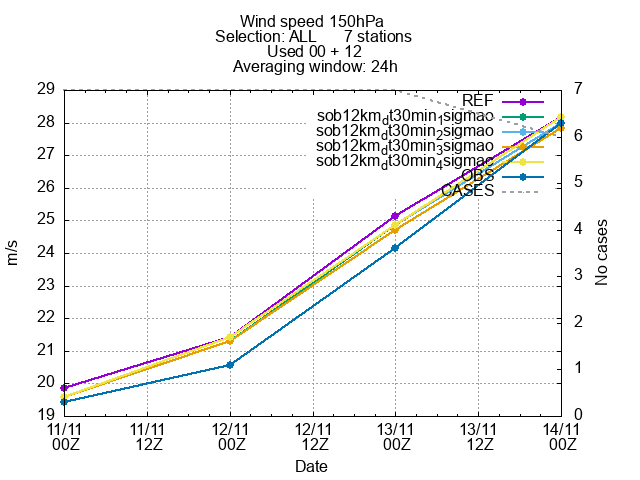 Wind speed 150hPa
Selection: ALL 7 stations
Used 00 + 12
Averaging window: 24h
29
28
27
26
25
24
23
22
21
20
19
7
6
5
4
3
2
1
0
m/s
No cases
REF
sob12km_dt30min_1sigmao
sob12km_dt30min_2sigmao
sob12km_dt30min_3sigmao
sob12km_dt30min_4sigmao
OBS
CASES
11/11 11/11 12/11 12/11 13/11 13/11 14/11
00Z 12Z 00Z 12Z 00Z 12Z 00Z
Date